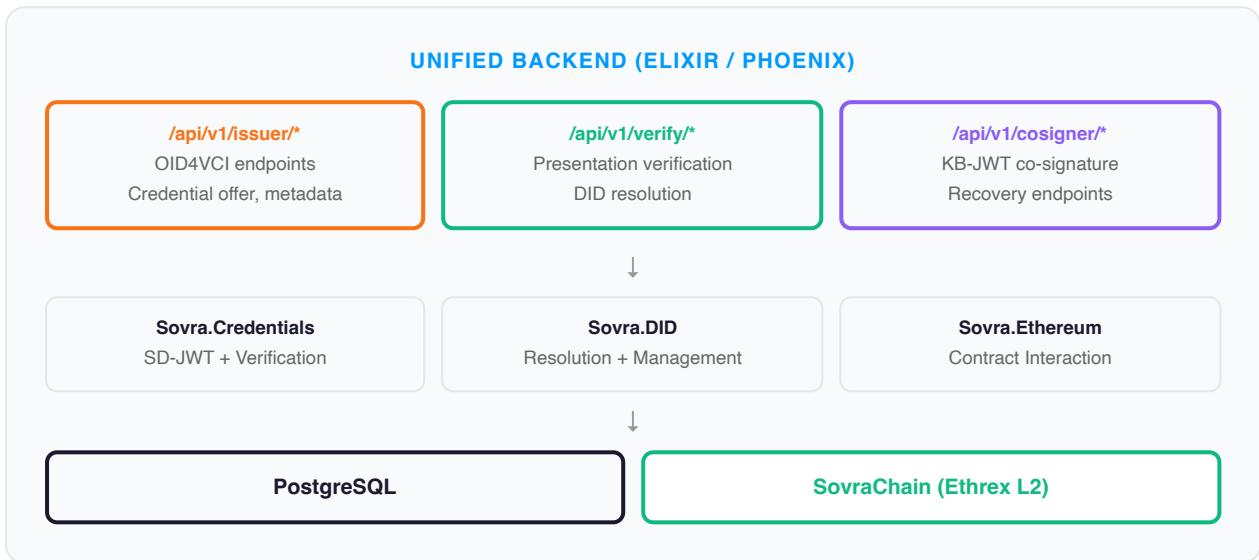 UNIFIED BACKEND (ELIXIR / PHOENIX)
/api/v1/issuer/*
OID4VCI endpoints
Credential offer, metadata
/api/v1/verify/*
Presentation verification
DID resolution
/api/v1/cosigner/*
KB-JWT co-signature
Recovery endpoints
↓
Sovra.Credentials
SD-JWT + Verification
Sovra.DID
Resolution + Management
Sovra.Ethereum
Contract Interaction
↓
PostgreSQL
SovraChain (Ethrex L2)